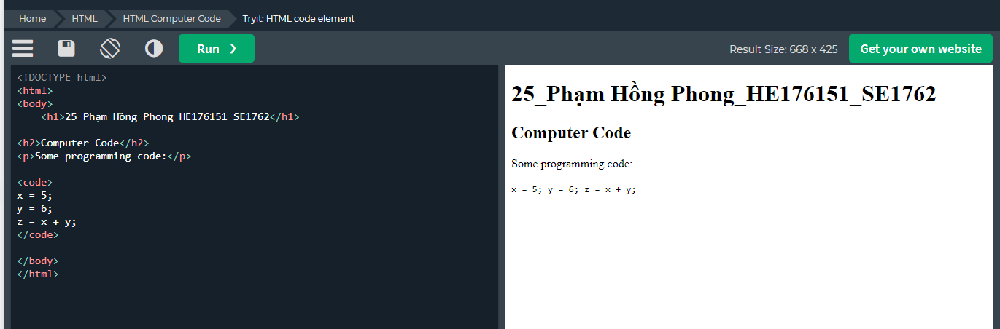 Home HTML HTML Computer Code Tryit: HTML code element
Run ❯ Result Size: 668 x 425 Get your own website
<!DOCTYPE html>
<html>
<body>
    <h1>25_Phạm Hồng Phong_HE176151_SE1762</h1>

<h2>Computer Code</h2>
<p>Some programming code:</p>

<code>
x = 5;
y = 6;
z = x + y;
</code>

</body>
</html>
25_Phạm Hồng Phong_HE176151_SE1762
Computer Code
Some programming code:
x = 5; y = 6; z = x + y;